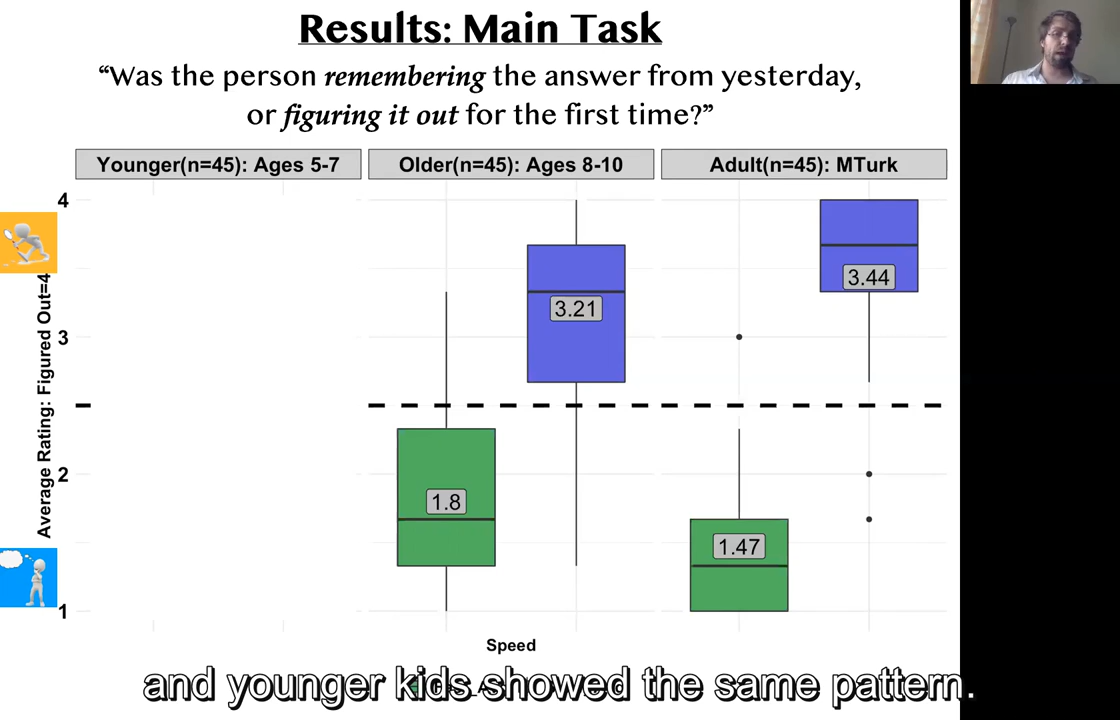 Results: Main Task
“Was the person remembering the answer from yesterday,
or figuring it out for the first time?”
Younger(n=45): Ages 5-7
Older(n=45): Ages 8-10
Adult(n=45): MTurk
Average Rating: Figured Out=4
4
3
2
1
1.8
3.21
1.47
3.44
Speed
and younger kids showed the same pattern.